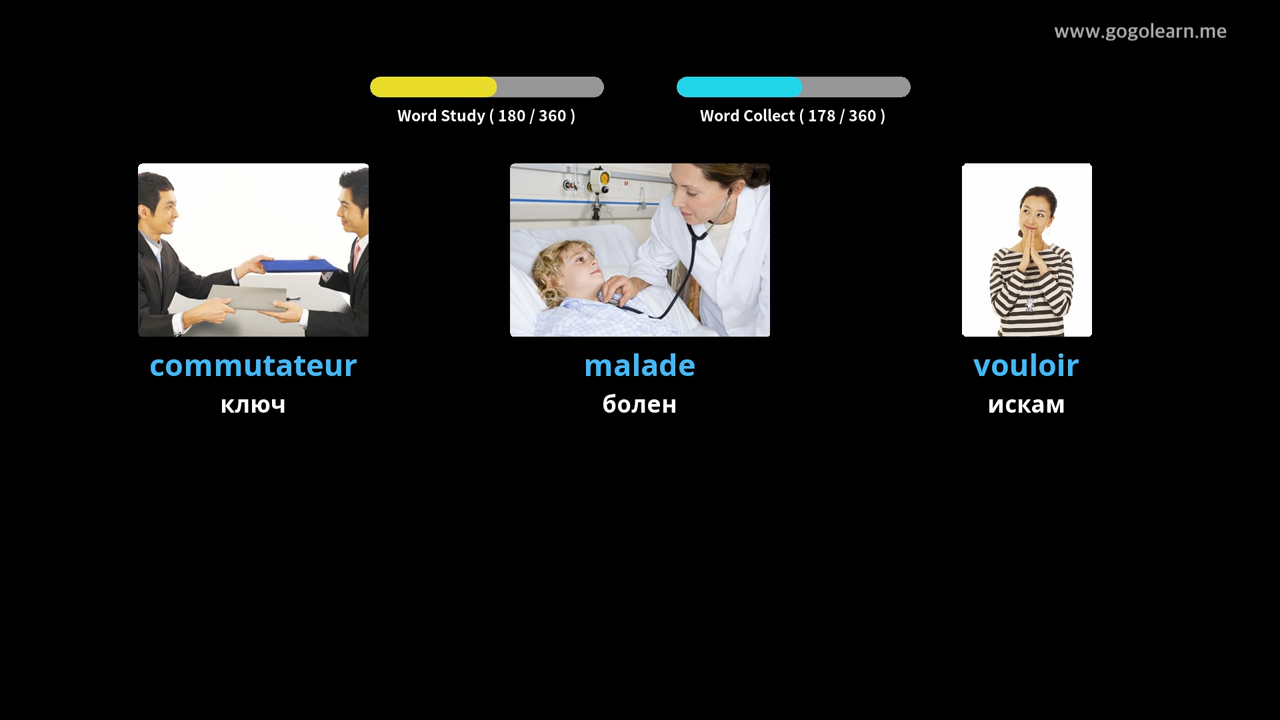 www.gogolearn.me
Word Study ( 180 / 360 )
Word Collect ( 178 / 360 )
commutateur
malade
vouloir
ключ
болен
искам